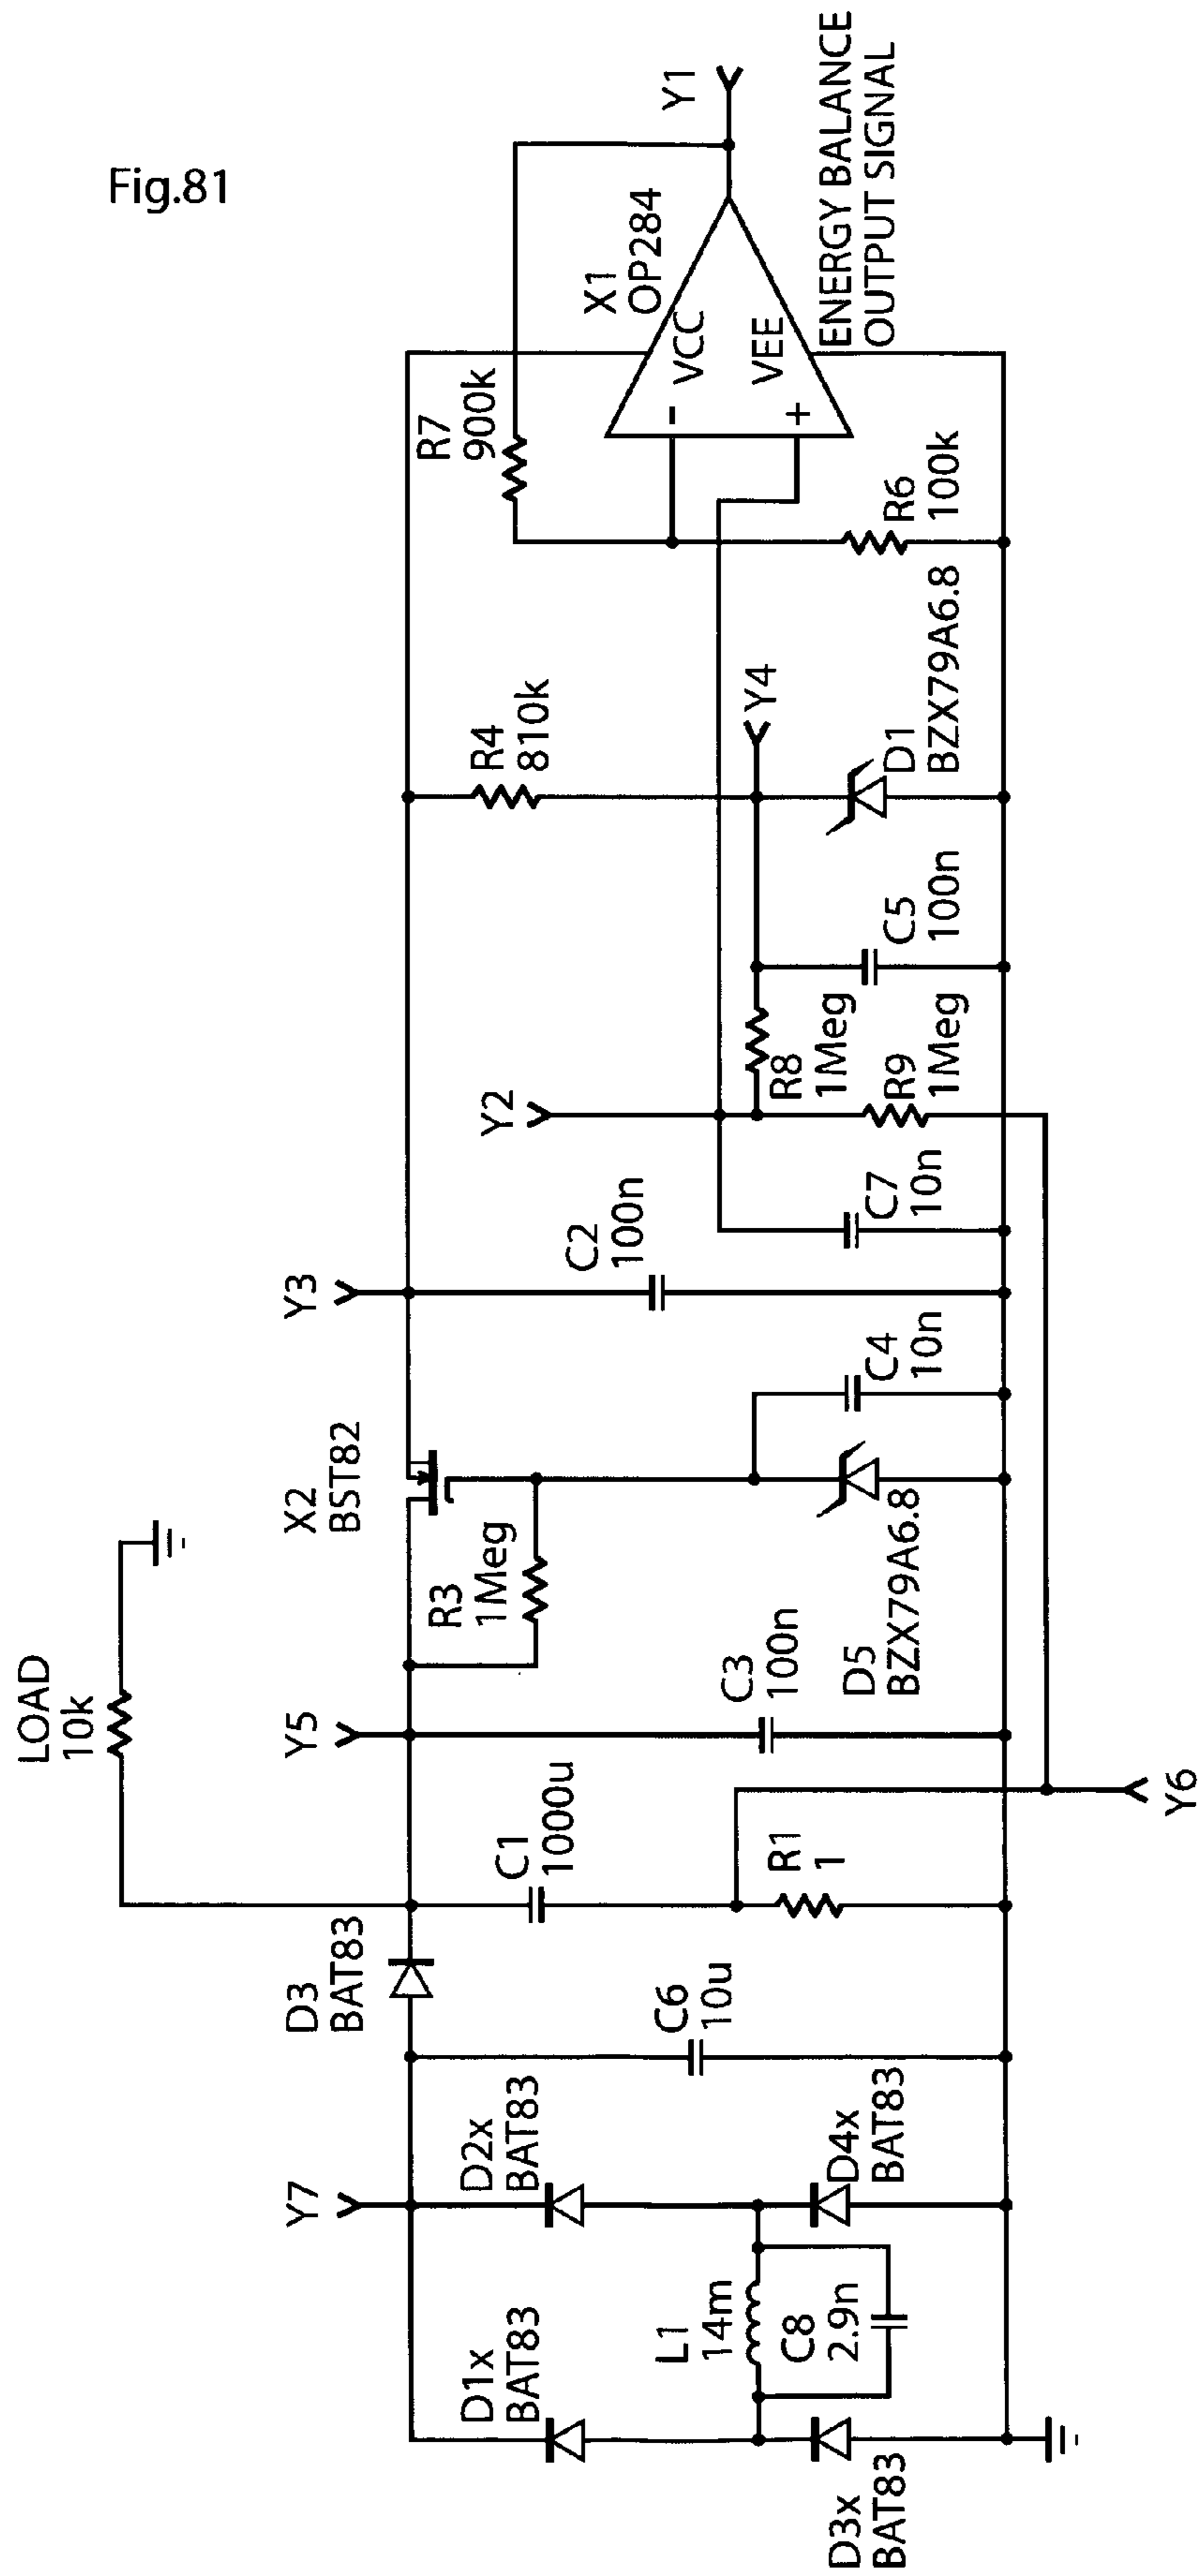 Fig.81
LOAD
10k
D3
BAT83
Y7
D1x
BAT83
D2x
BAT83
L1
14m
C8
2.9n
D3x
BAT83
D4x
BAT83
C6
10u
C1
1000u
R1
1
Y6
Y5
C3
100n
R3
1Meg
X2
BST82
D5
BZX79A6.8
C4
10n
Y3
C2
100n
C7
10n
Y2
R8
1Meg
R9
1Meg
C5
100n
R4
810k
Y4
D1
BZX79A6.8
R7
900k
R6
100k
X1
OP284
VCC
VEE
-
+
Y1
ENERGY BALANCE
OUTPUT SIGNAL